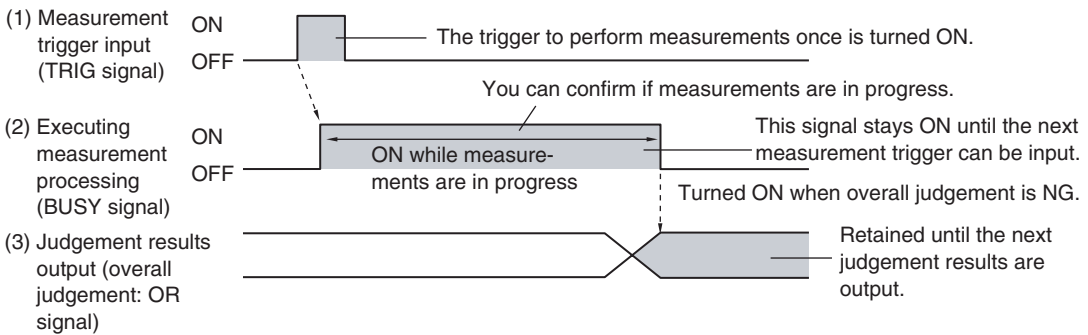 (1) Measurement
trigger input
(TRIG signal)
ON
OFF
The trigger to perform measurements once is turned ON.
You can confirm if measurements are in progress.
(2) Executing
measurement
processing
(BUSY signal)
ON
OFF
ON while measure-
ments are in progress
This signal stays ON until the next
measurement trigger can be input.
Turned ON when overall judgement is NG.
(3) Judgement results
output (overall
judgement: OR
signal)
Retained until the next
judgement results are
output.